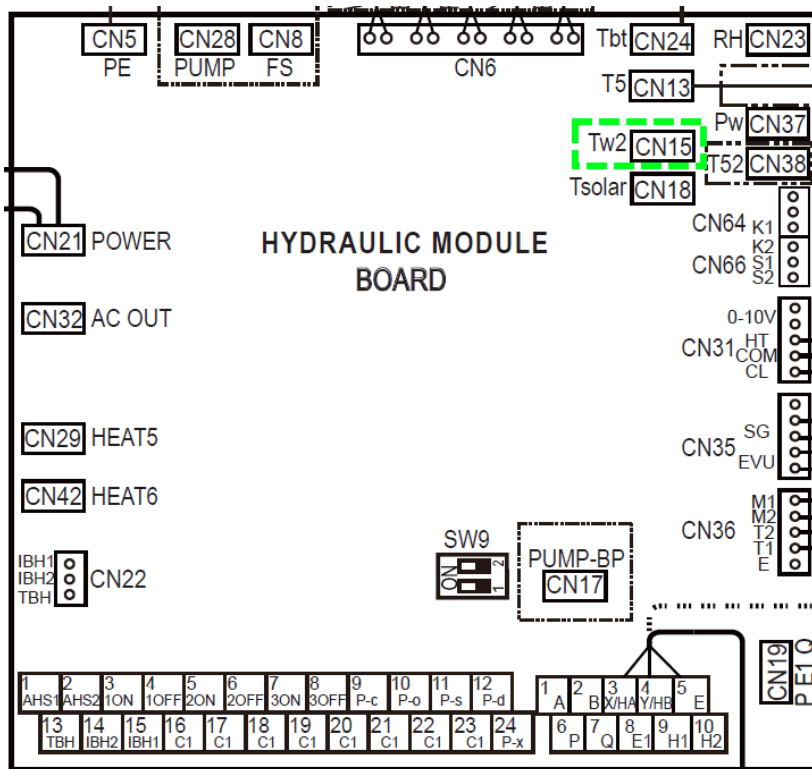 CN5 CN28 CN8 Tbt CN24 RH CN23
PE PUMP FS CN6
T5 CN13
Pw CN37
Tw2 CN15
T52 CN38
Tsolar CN18
CN64 K1
K2
CN66 S1
S2
CN21 POWER
HYDRAULIC MODULE
BOARD
CN32 AC OUT
0-10V
HT
CN31 COM
CL
CN29 HEAT5
SG
CN35
EVU
CN42 HEAT6
M1
M2
CN36 T2
T1
E
SW9
ON
2
1
PUMP-BP
CN17
IBH1
IBH2 CN22
TBH
CN19
P E1 Q
1 2 3 4 5 6 7 8 9 10 11 12
AHS1 AHS2 1ON 1OFF 2ON 2OFF 3ON 3OFF P-c P-o P-s P-d
13 14 15 16 17 18 19 20 21 22 23 24
TBH IBH2 IBH1 C1 C1 C1 C1 C1 C1 C1 C1 P-x
1 2 3 4 5
A B X/HA Y/HB E
6 7 8 9 10
P Q E1 H1 H2